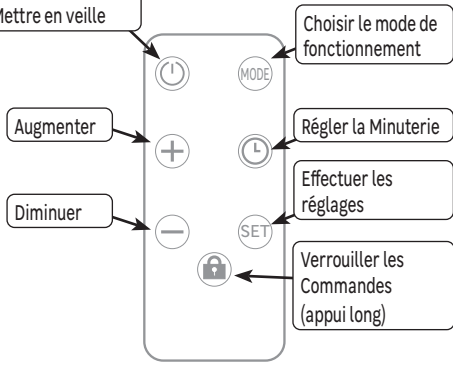 Mettre en veille
Choisir le mode de
fonctionnement
MODE
Augmenter
Régler la Minuterie
Effectuer les
réglages
Diminuer
SET
Verrouiller les
Commandes
(appui long)